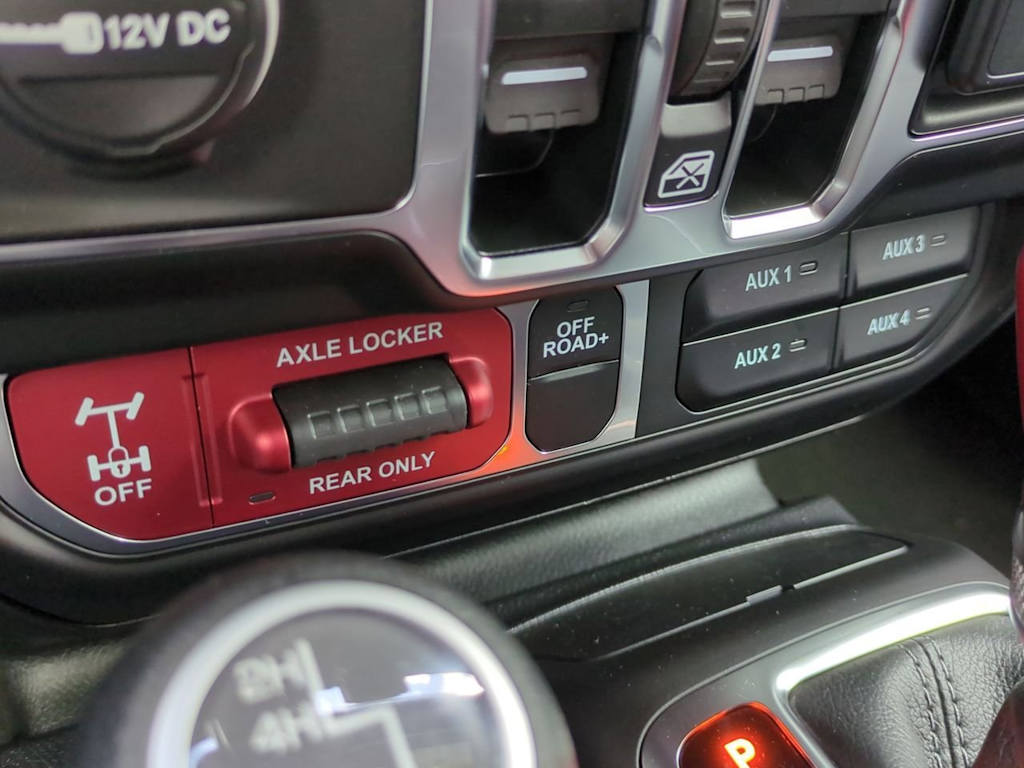 12V DC
AXLE LOCKER
REAR ONLY
OFF
OFF
ROAD+
AUX 1
AUX 3
AUX 2
AUX 4
2H
4H
P